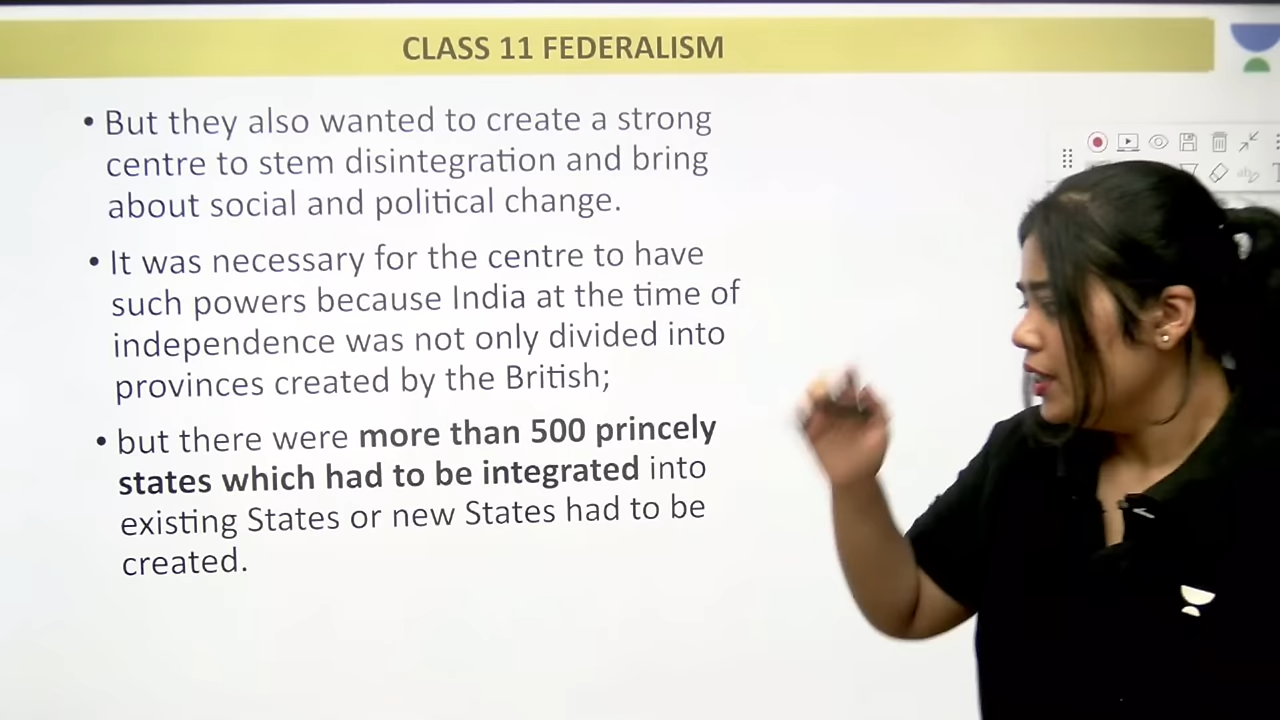 CLASS 11 FEDERALISM
• But they also wanted to create a strong
centre to stem disintegration and bring
about social and political change.
• It was necessary for the centre to have
such powers because India at the time of
independence was not only divided into
provinces created by the British;
• but there were more than 500 princely
states which had to be integrated into
existing States or new States had to be
created.